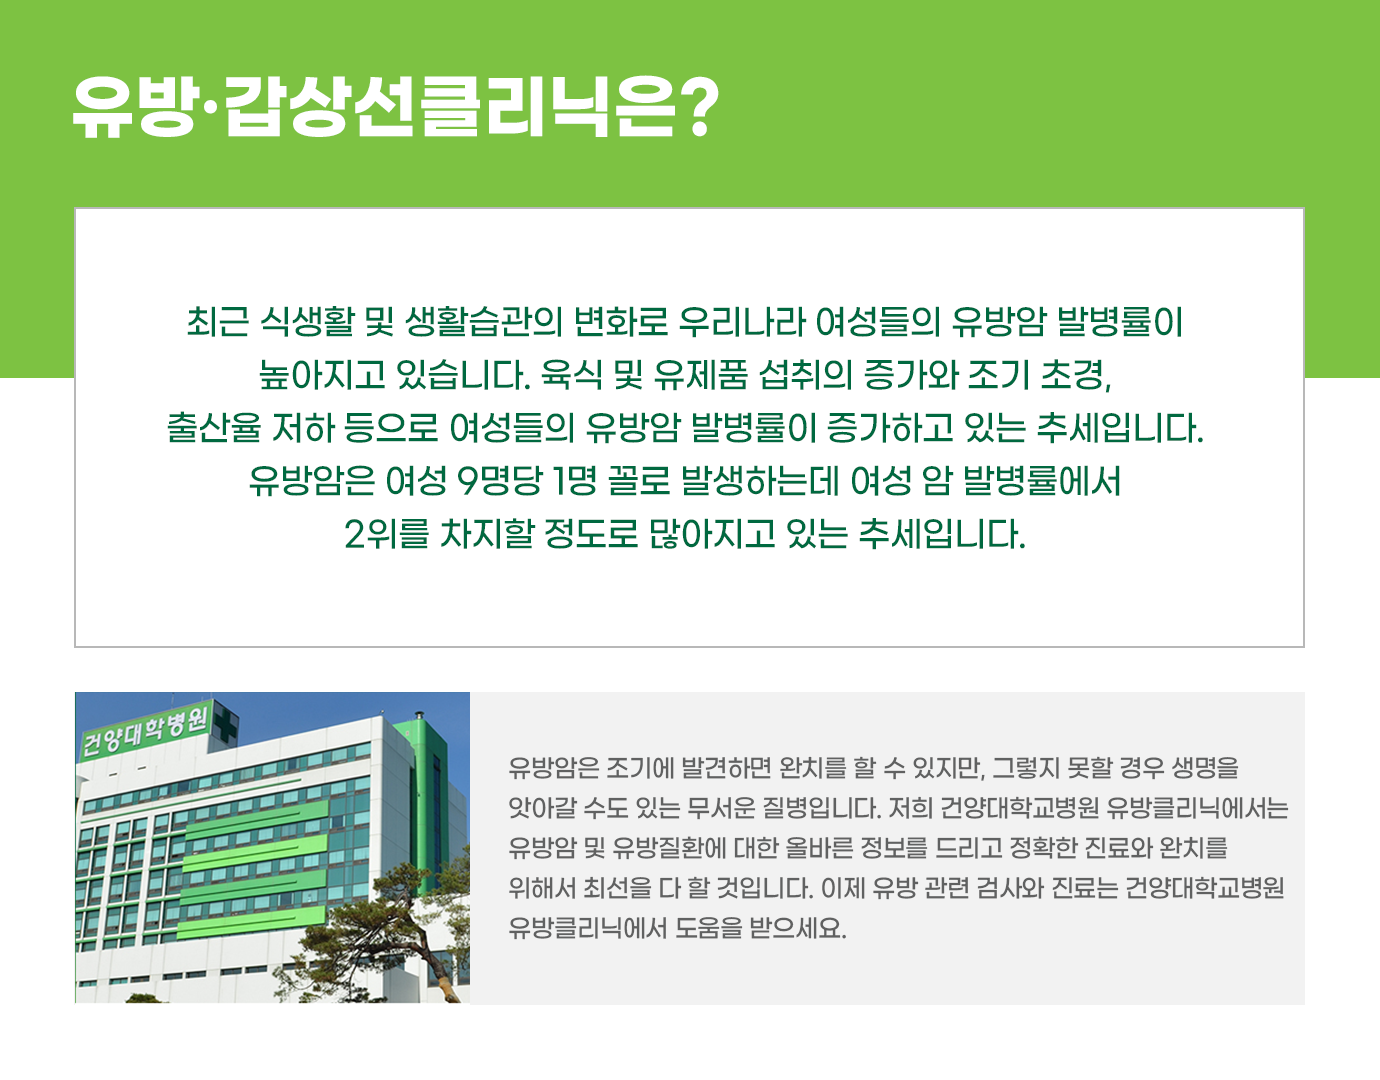 유방·갑상선클리닉은?
최근 식생활 및 생활습관의 변화로 우리나라 여성들의 유방암 발병률이
높아지고 있습니다. 육식 및 유제품 섭취의 증가와 조기 초경,
출산율 저하 등으로 여성들의 유방암 발병률이 증가하고 있는 추세입니다.
유방암은 여성 9명당 1명 꼴로 발생하는데 여성 암 발병률에서
2위를 차지할 정도로 많아지고 있는 추세입니다.
건양대학병원
유방암은 조기에 발견하면 완치를 할 수 있지만, 그렇지 못할 경우 생명을
앗아갈 수도 있는 무서운 질병입니다. 저희 건양대학교병원 유방클리닉에서는
유방암 및 유방질환에 대한 올바른 정보를 드리고 정확한 진료와 완치를
위해서 최선을 다 할 것입니다. 이제 유방 관련 검사와 진료는 건양대학교병원
유방클리닉에서 도움을 받으세요.